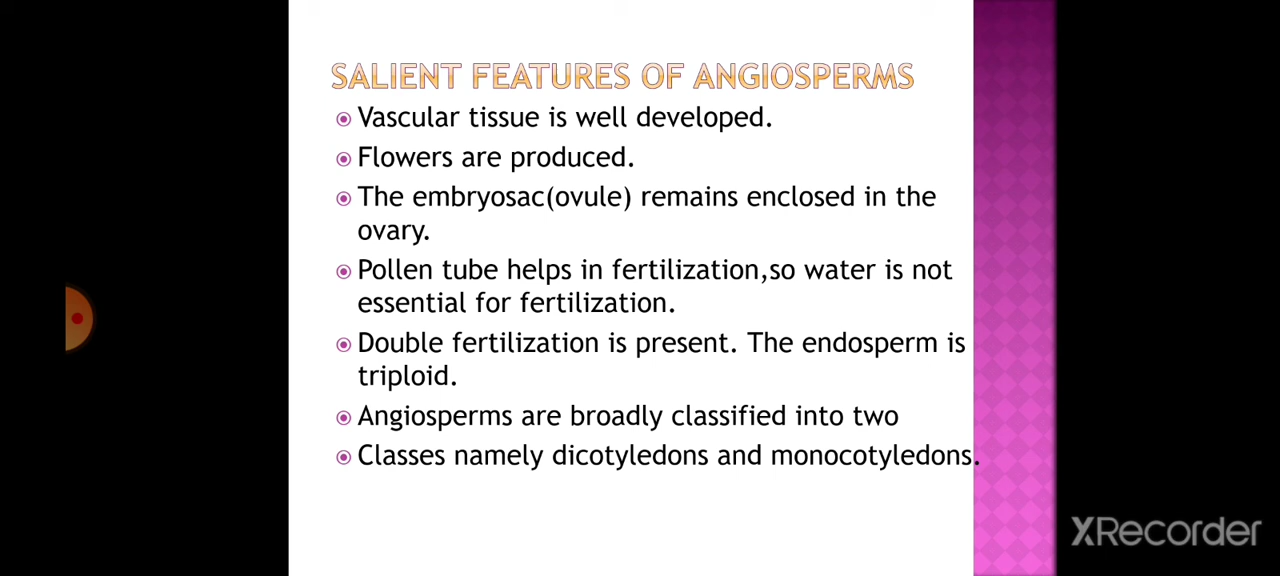 SALIENT FEATURES OF ANGIOSPERMS
Vascular tissue is well developed.
Flowers are produced.
The embryosac(ovule) remains enclosed in the
ovary.
Pollen tube helps in fertilization,so water is not
essential for fertilization.
Double fertilization is present. The endosperm is
triploid.
Angiosperms are broadly classified into two
Classes namely dicotyledons and monocotyledons.
XRecorder